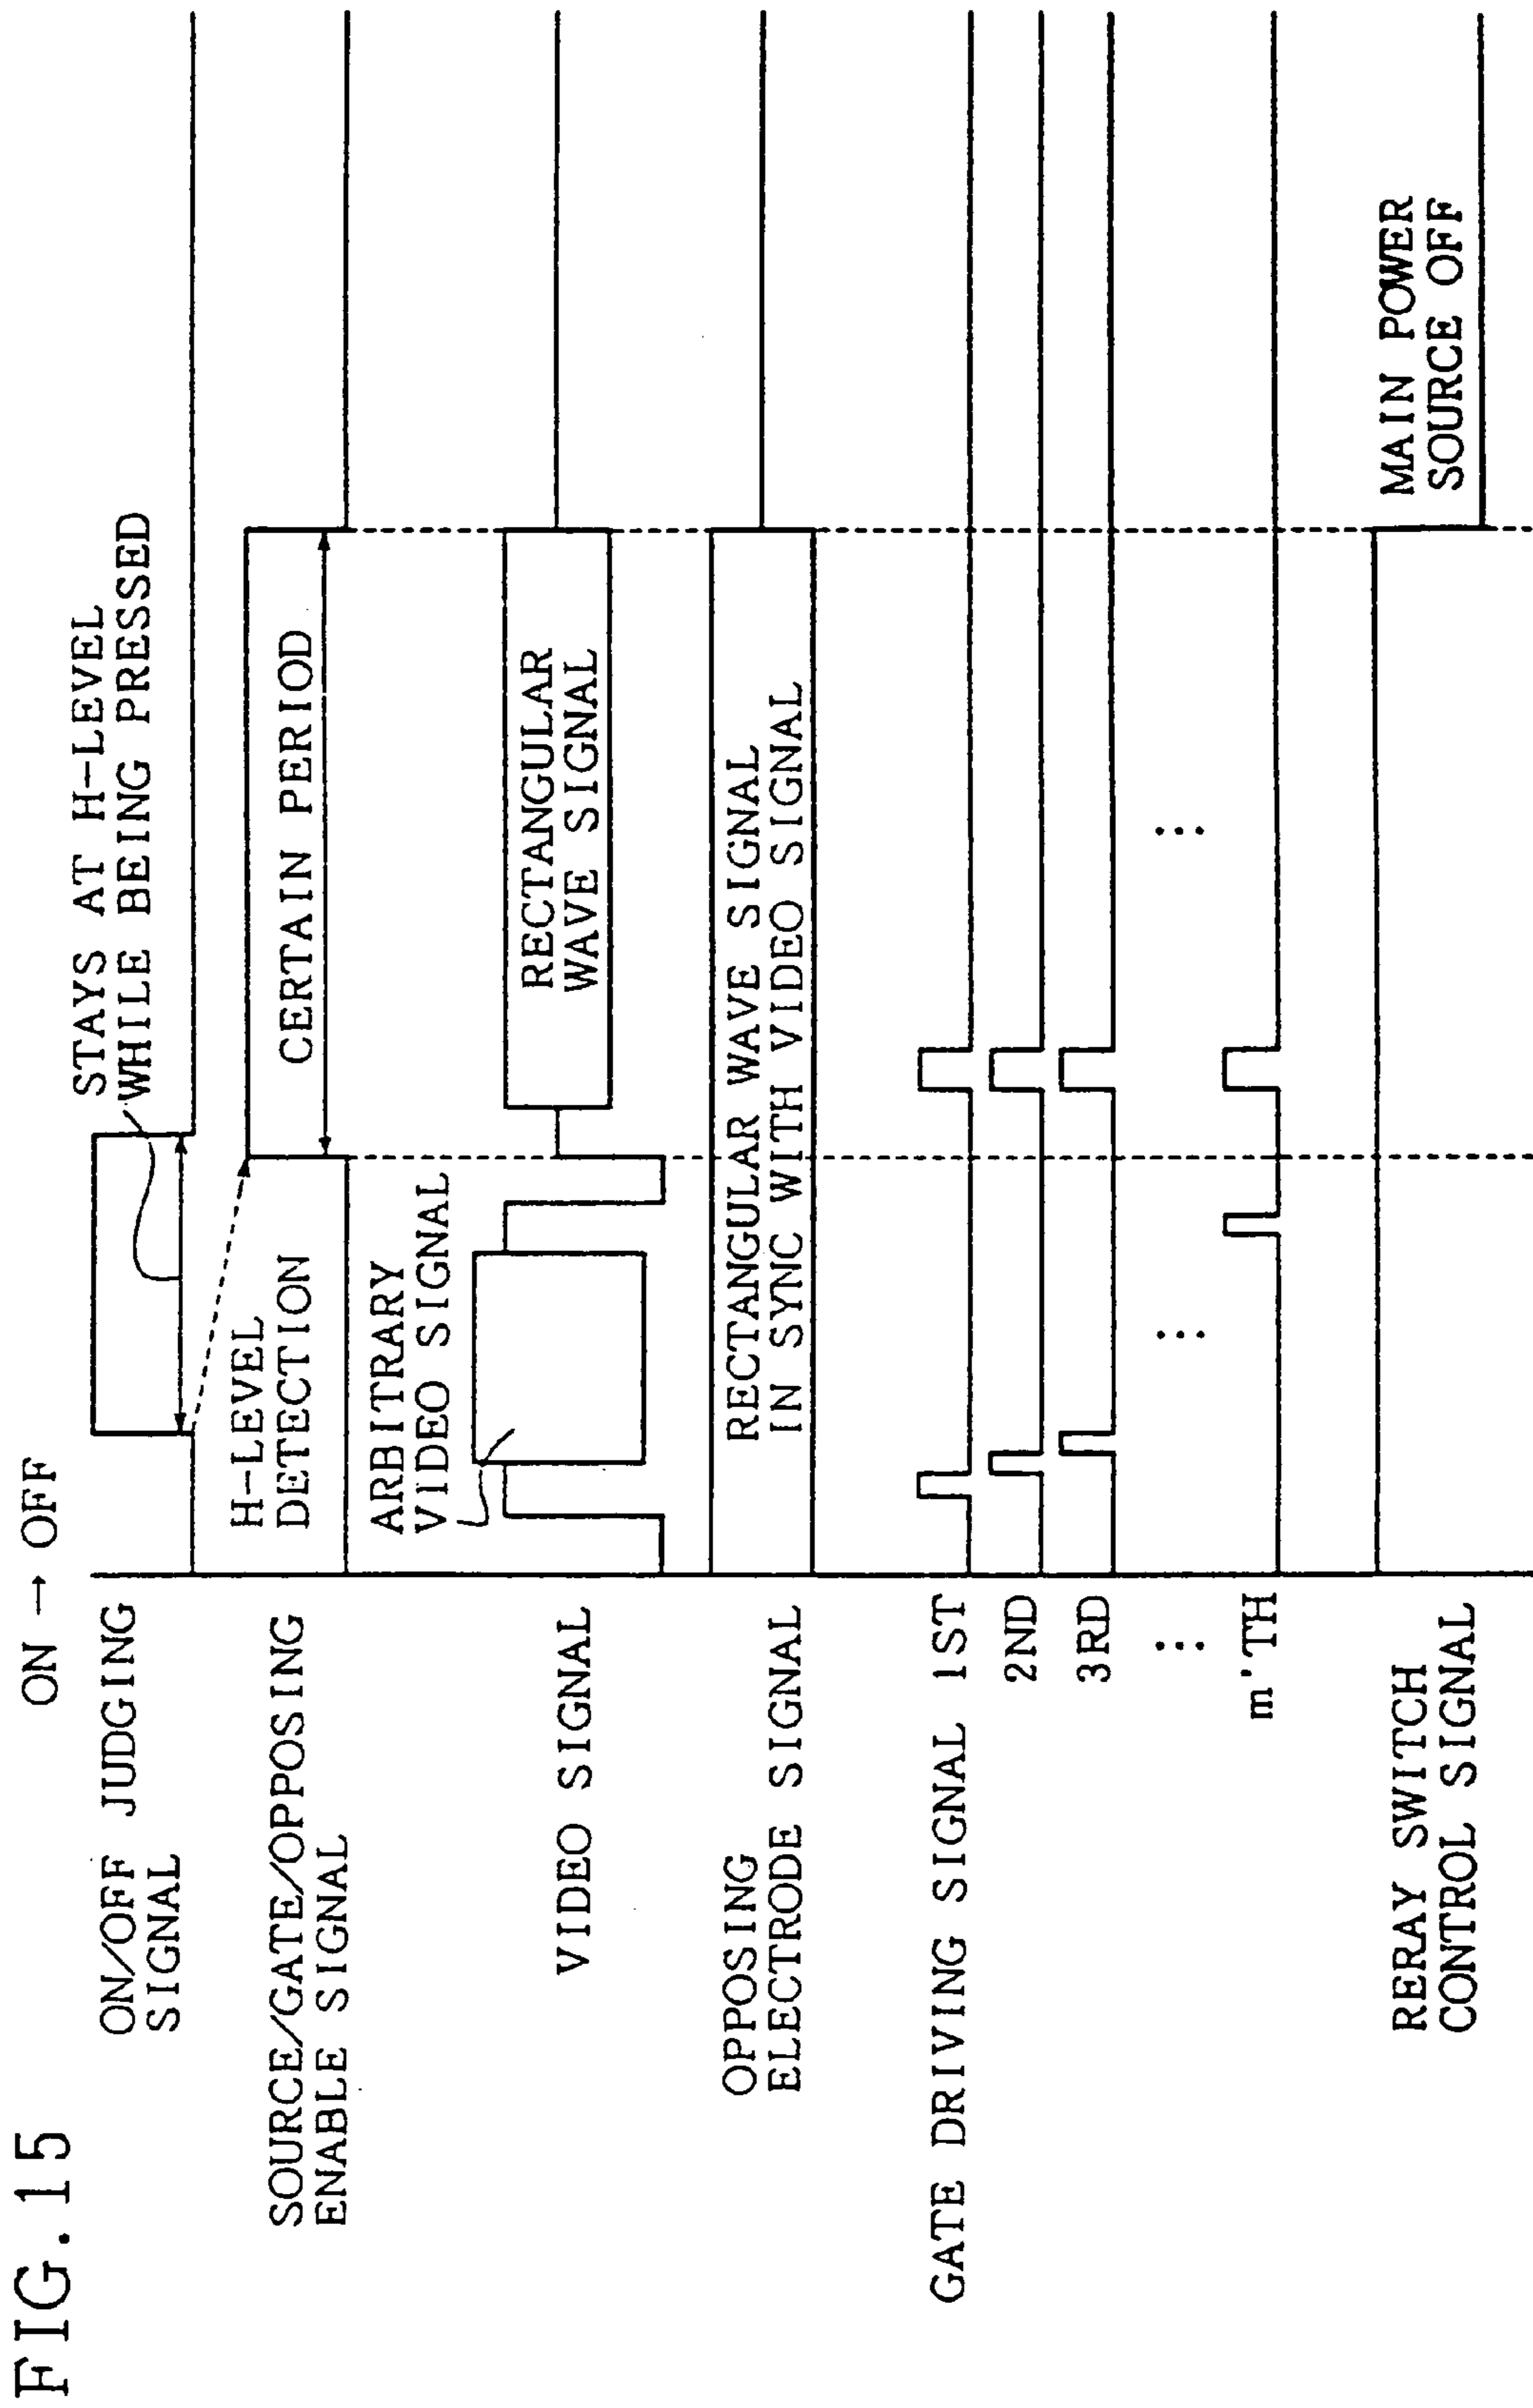 FIG.15
ON → OFF
ON/OFF JUDGING
SIGNAL
STAYS AT H-LEVEL
WHILE BEING PRESSED
SOURCE/GATE/OPPOSING
ENABLE SIGNAL
H-LEVEL
DETECTION
CERTAIN PERIOD
VIDEO SIGNAL
ARBITRARY
VIDEO SIGNAL
RECTANGULAR
WAVE SIGNAL
OPPOSING
ELECTRODE SIGNAL
RECTANGULAR WAVE SIGNAL
IN SYNC WITH VIDEO SIGNAL
GATE DRIVING SIGNAL 1ST
2ND
3RD
⋮
m'TH
RERAY SWITCH
CONTROL SIGNAL
MAIN POWER
SOURCE OFF